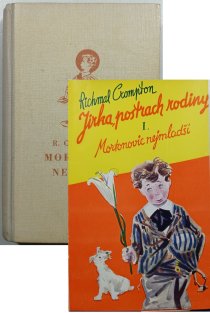 R. C
MOR
NE
Richmal Crompton
Jirka, postrach rodiny
I.
Mortonovic nejmladší